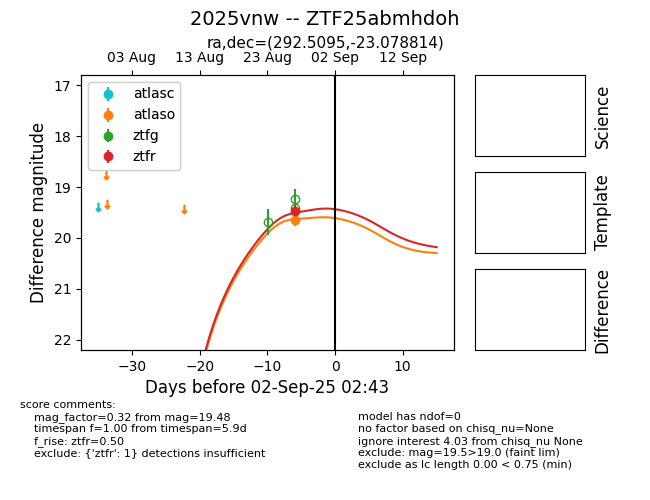 2025vnw -- ZTF25abmhdoh
ra,dec=(292.5095,-23.078814)
03 Aug
13 Aug
23 Aug
02 Sep
12 Sep
17
18
19
20
21
22
Difference magnitude
atlasc
atlaso
ztfg
ztfr
−30
−20
−10
0
10
Days before 02-Sep-25 02:43
Science
Template
Difference
score comments:
mag_factor=0.32 from mag=19.48
timespan f=1.00 from timespan=5.9d
f_rise: ztfr=0.50
exclude: {'ztfr': 1} detections insufficient
model has ndof=0
no factor based on chisq_nu=None
ignore interest 4.03 from chisq_nu None
exclude: mag=19.5>19.0 (faint lim)
exclude as lc length 0.00 < 0.75 (min)